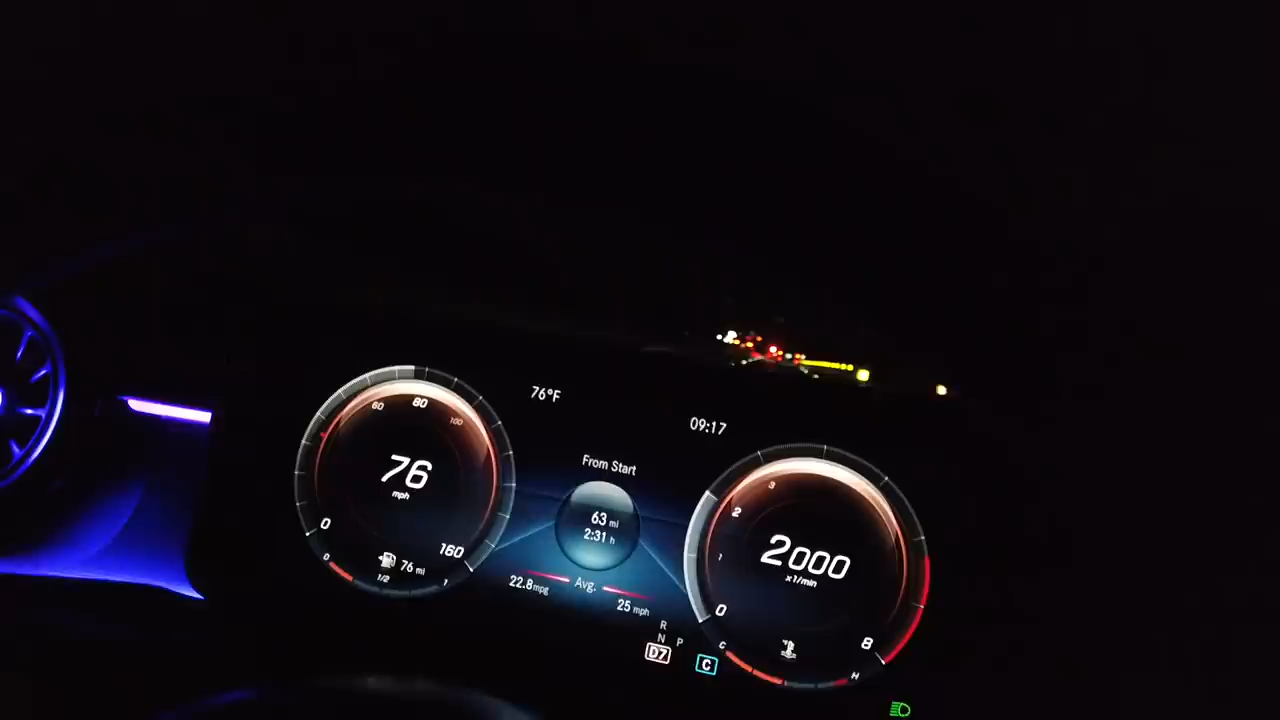 76°F
09:17
60
80
100
76
mph
0
160
76 mi
0
1/2
1
From Start
63 mi
2:31 h
Avg.
22.8mpg
25 mph
R
N
P
D7
C
3
2
1
0
2000
x1/min
8
C
H